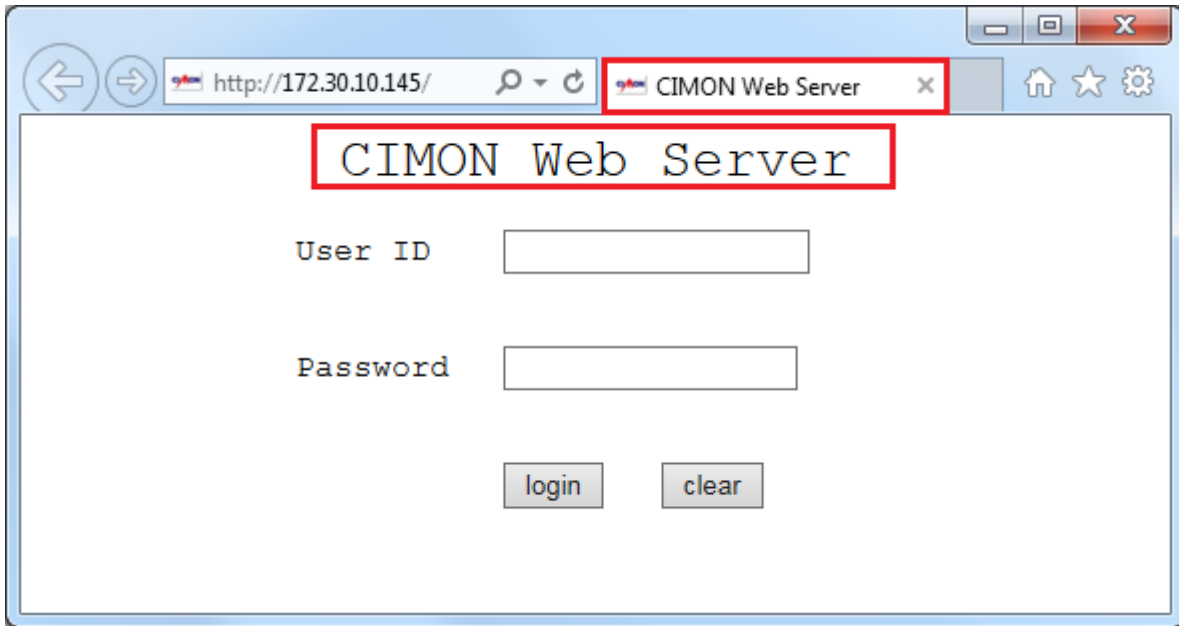 http://172.30.10.145/
CIMON Web Server
CIMON Web Server
User ID
Password
login clear